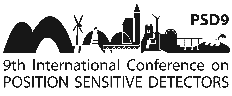 PSD9
9th International Conference on
POSITION SENSITIVE DETECTORS